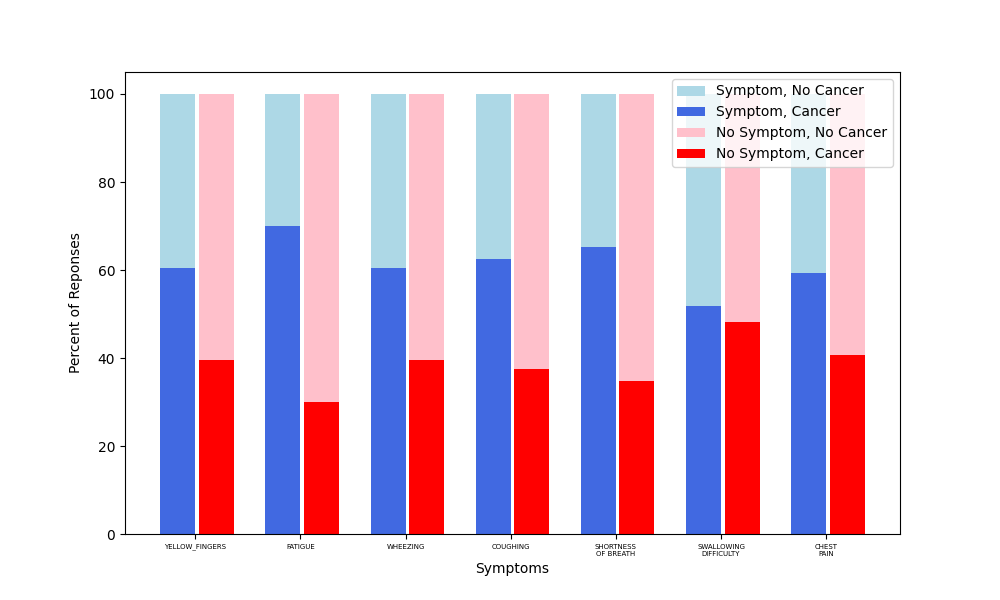 Symptom, No Cancer
Symptom, Cancer
No Symptom, No Cancer
No Symptom, Cancer
Percent of Reponses
100
80
60
40
20
0
YELLOW_FINGERS
FATIGUE
WHEEZING
COUGHING
SHORTNESS
OF BREATH
SWALLOWING
DIFFICULTY
CHEST
PAIN
Symptoms